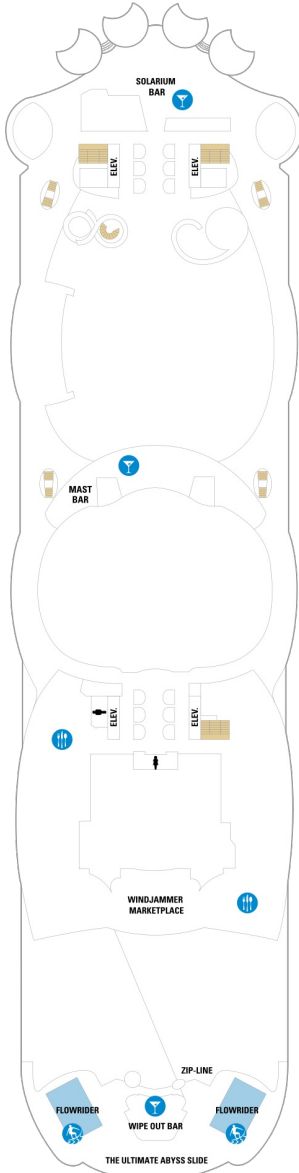 SOLARIUM
BAR
ELEV.
ELEV.
MAST
BAR
ELEV.
ELEV.
WINDJAMMER
MARKETPLACE
ZIP-LINE
FLOWRIDER
FLOWRIDER
WIPE OUT BAR
THE ULTIMATE ABYSS SLIDE